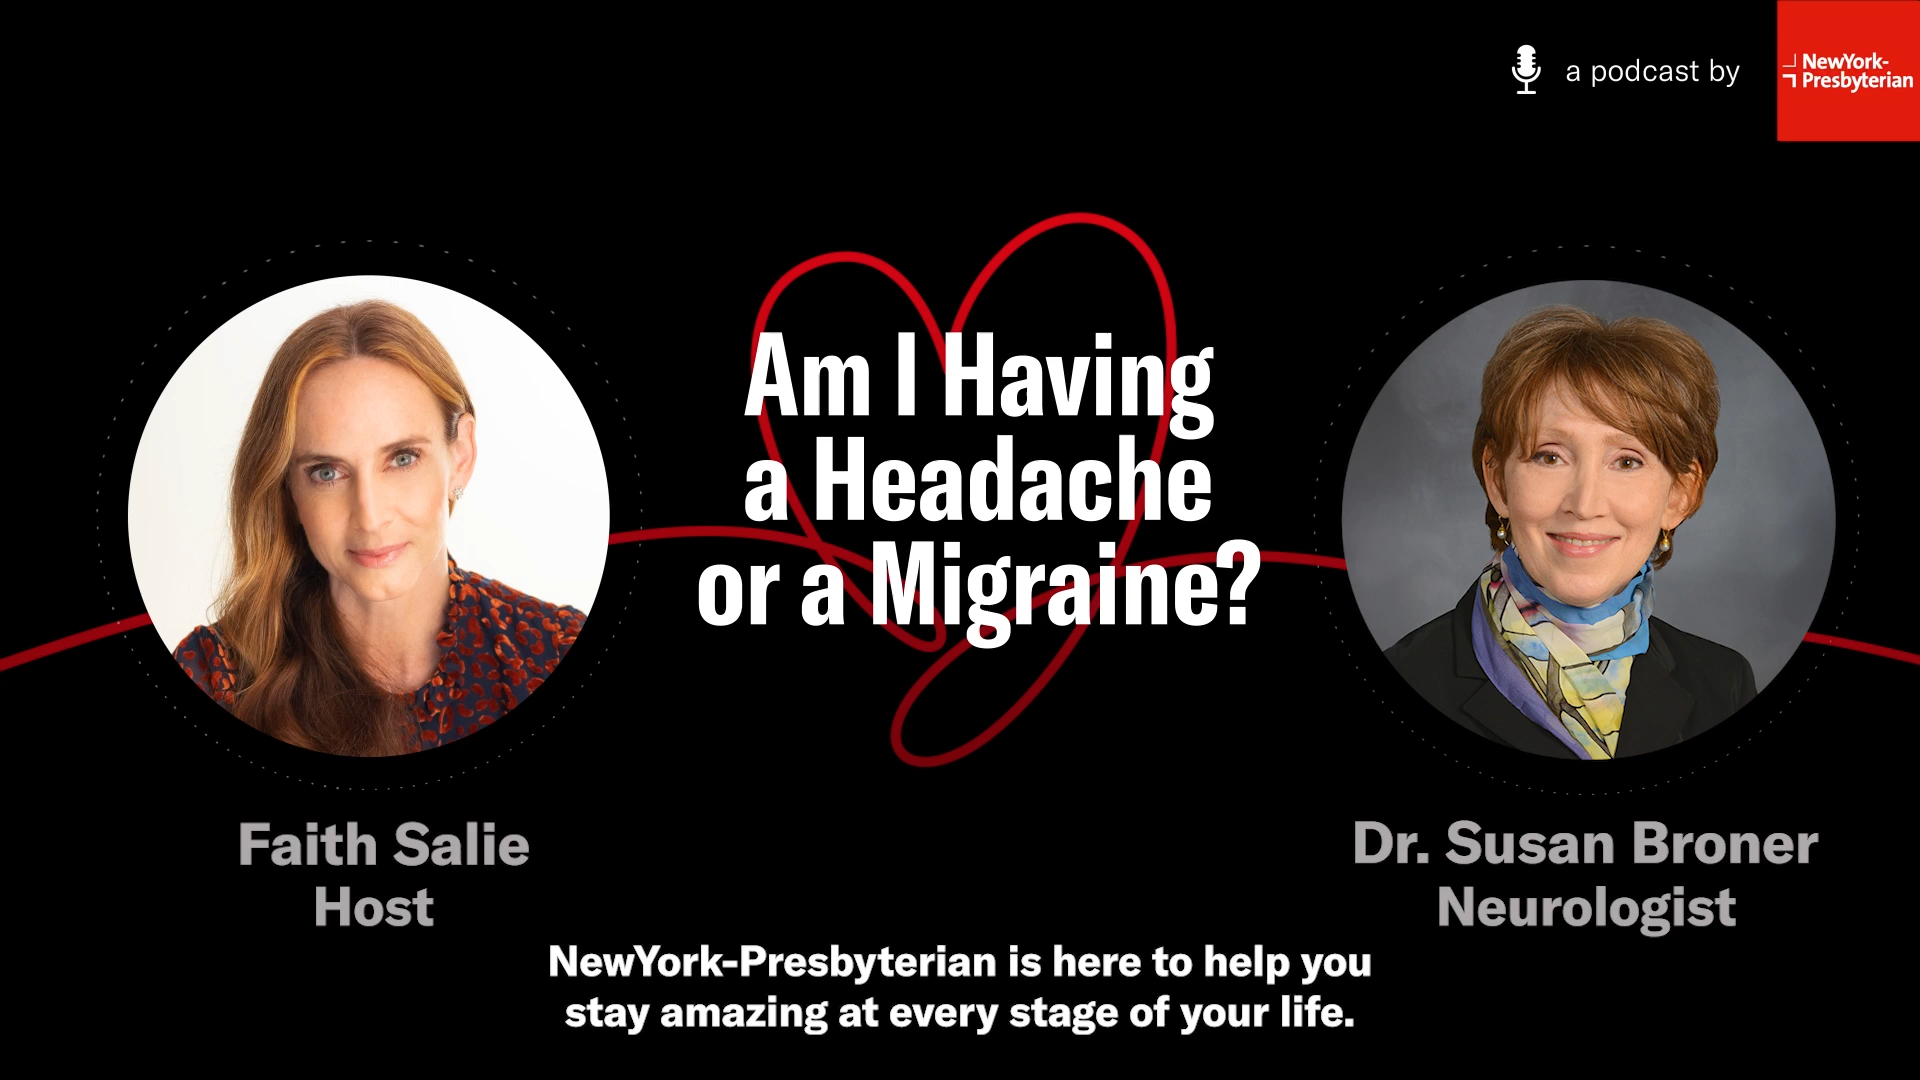 a podcast by
NewYork-
Presbyterian
Am I Having
a Headache
or a Migraine?
Faith Salie
Host
Dr. Susan Broner
Neurologist
NewYork-Presbyterian is here to help you
stay amazing at every stage of your life.